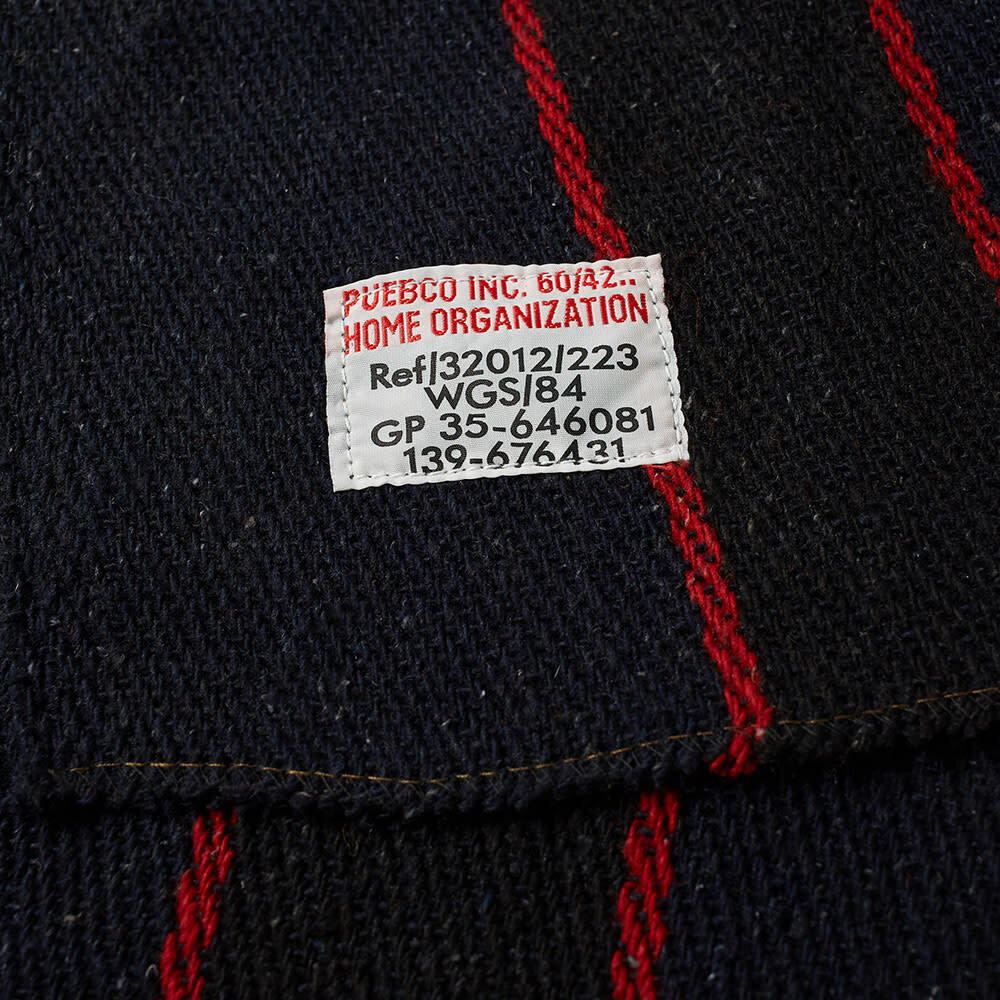 PUEBCO INC. 60/42..
HOME ORGANIZATION
Ref/32012/223
WGS/84
GP 35-646081
139-676431